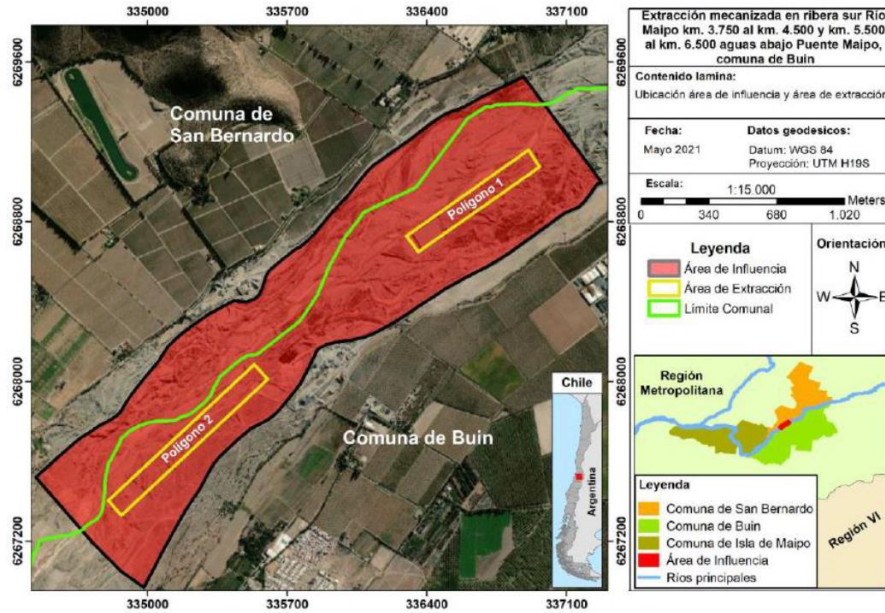 335000 335700 336400 337100
6269600
6268800
6268000
6267200
Comuna de
San Bernardo
Polígono 1
Polígono 2
Comuna de Buin
Chile
Argentina
6269600
6268800
6268000
6267200
335000 335700 336400 337100
Extracción mecanizada en ribera sur Río
Maipo km. 3.750 al km. 4.500 y km. 5.500
al km. 6.500 aguas abajo Puente Maipo,
comuna de Buin
Contenido lamina:
Ubicación área de influencia y área de extracción
Fecha:
Mayo 2021
Datos geodesicos:
Datum: WGS 84
Proyección: UTM H19S
Escala:
1:15.000
Meters
0 340 680 1.020
Leyenda
Área de Influencia
Área de Extracción
Límite Comunal
Orientación
N
W E
S
Región
Metropolitana
Región VI
Leyenda
Comuna de San Bernardo
Comuna de Buin
Comuna de Isla de Maipo
Área de Influencia
Ríos principales